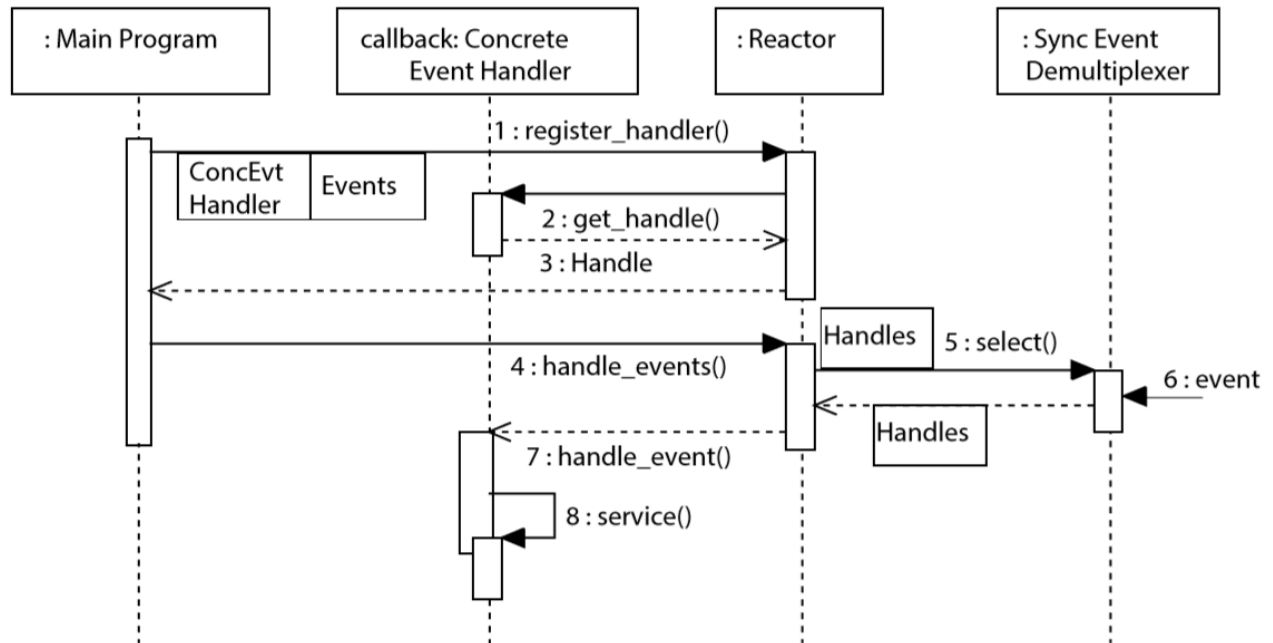 : Main Program
callback: Concrete
Event Handler
: Reactor
: Sync Event
Demultiplexer
1 : register_handler()
ConcEvt
Handler
Events
2 : get_handle()
3 : Handle
Handles
5 : select()
4 : handle_events()
6 : event
Handles
7 : handle_event()
8 : service()